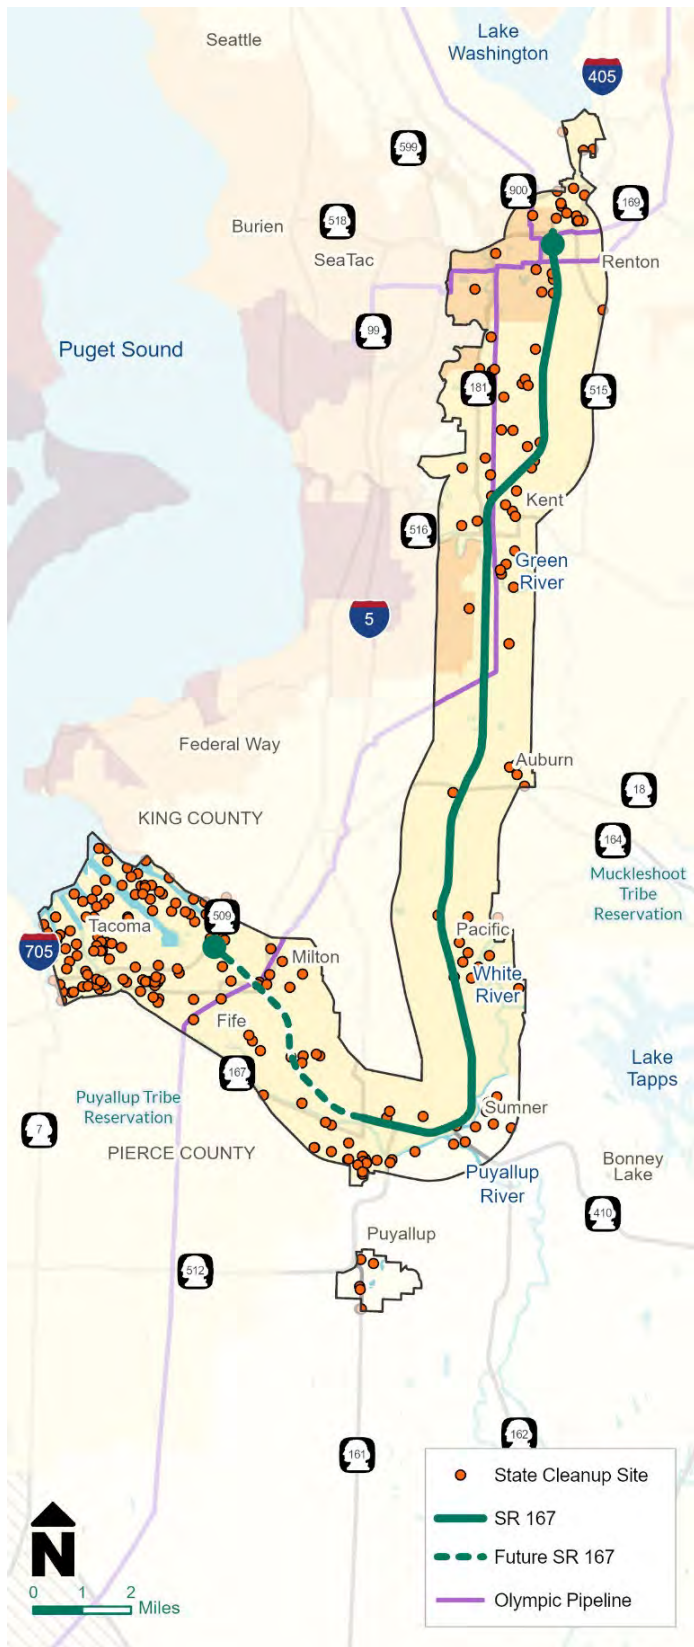 Seattle
Lake
Washington
405
599
900
169
518
Burien
SeaTac
Renton
99
Puget Sound
181
515
Kent
516
Green
River
5
Federal Way
Auburn
18
KING COUNTY
164
Muckleshoot
Tribe
Reservation
509
Tacoma
Pacific
705
Milton
White
River
Fife
Lake
Tapps
167
Puyallup Tribe
Reservation
Sumner
7
PIERCE COUNTY
Bonney
Lake
Puyallup
River
410
Puyallup
512
162
161
State Cleanup Site
SR 167
Future SR 167
Olympic Pipeline
N
0 1 2
Miles